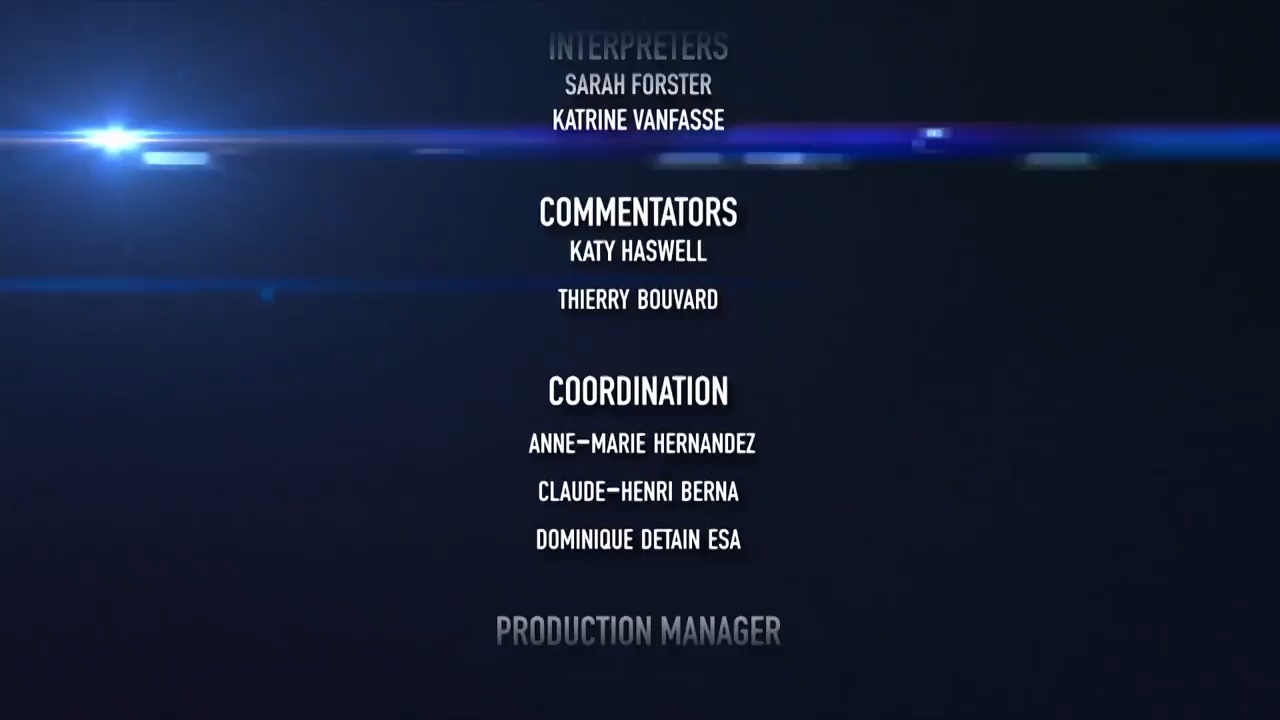 INTERPRETERS
SARAH FORSTER
KATRINE VANFASSE
COMMENTATORS
KATY HASWELL
THIERRY BOUVARD
COORDINATION
ANNE-MARIE HERNANDEZ
CLAUDE-HENRI BERNA
DOMINIQUE DETAIN ESA
PRODUCTION MANAGER